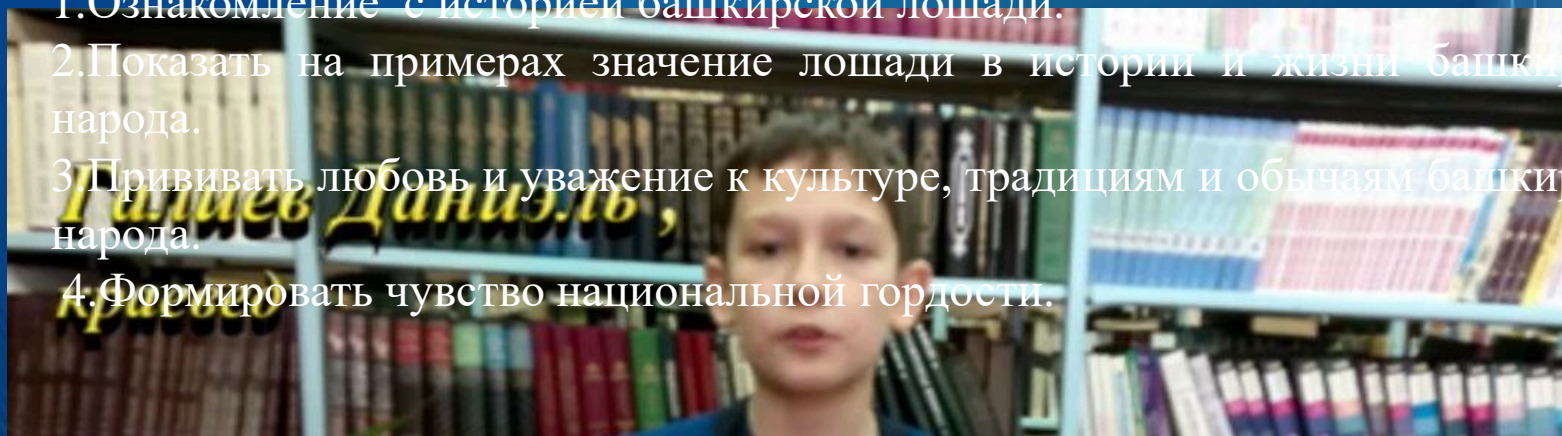 1.Ознакомление с историей башкирской лошади.
2.Показать на примерах значение лошади в истории и жизни
народа.
3.Прививать любовь и уважение к культуре, традициям и обычаям
Галиев Даниэль ,
народа.
4.Формировать чувство национальной гордости.
краевед